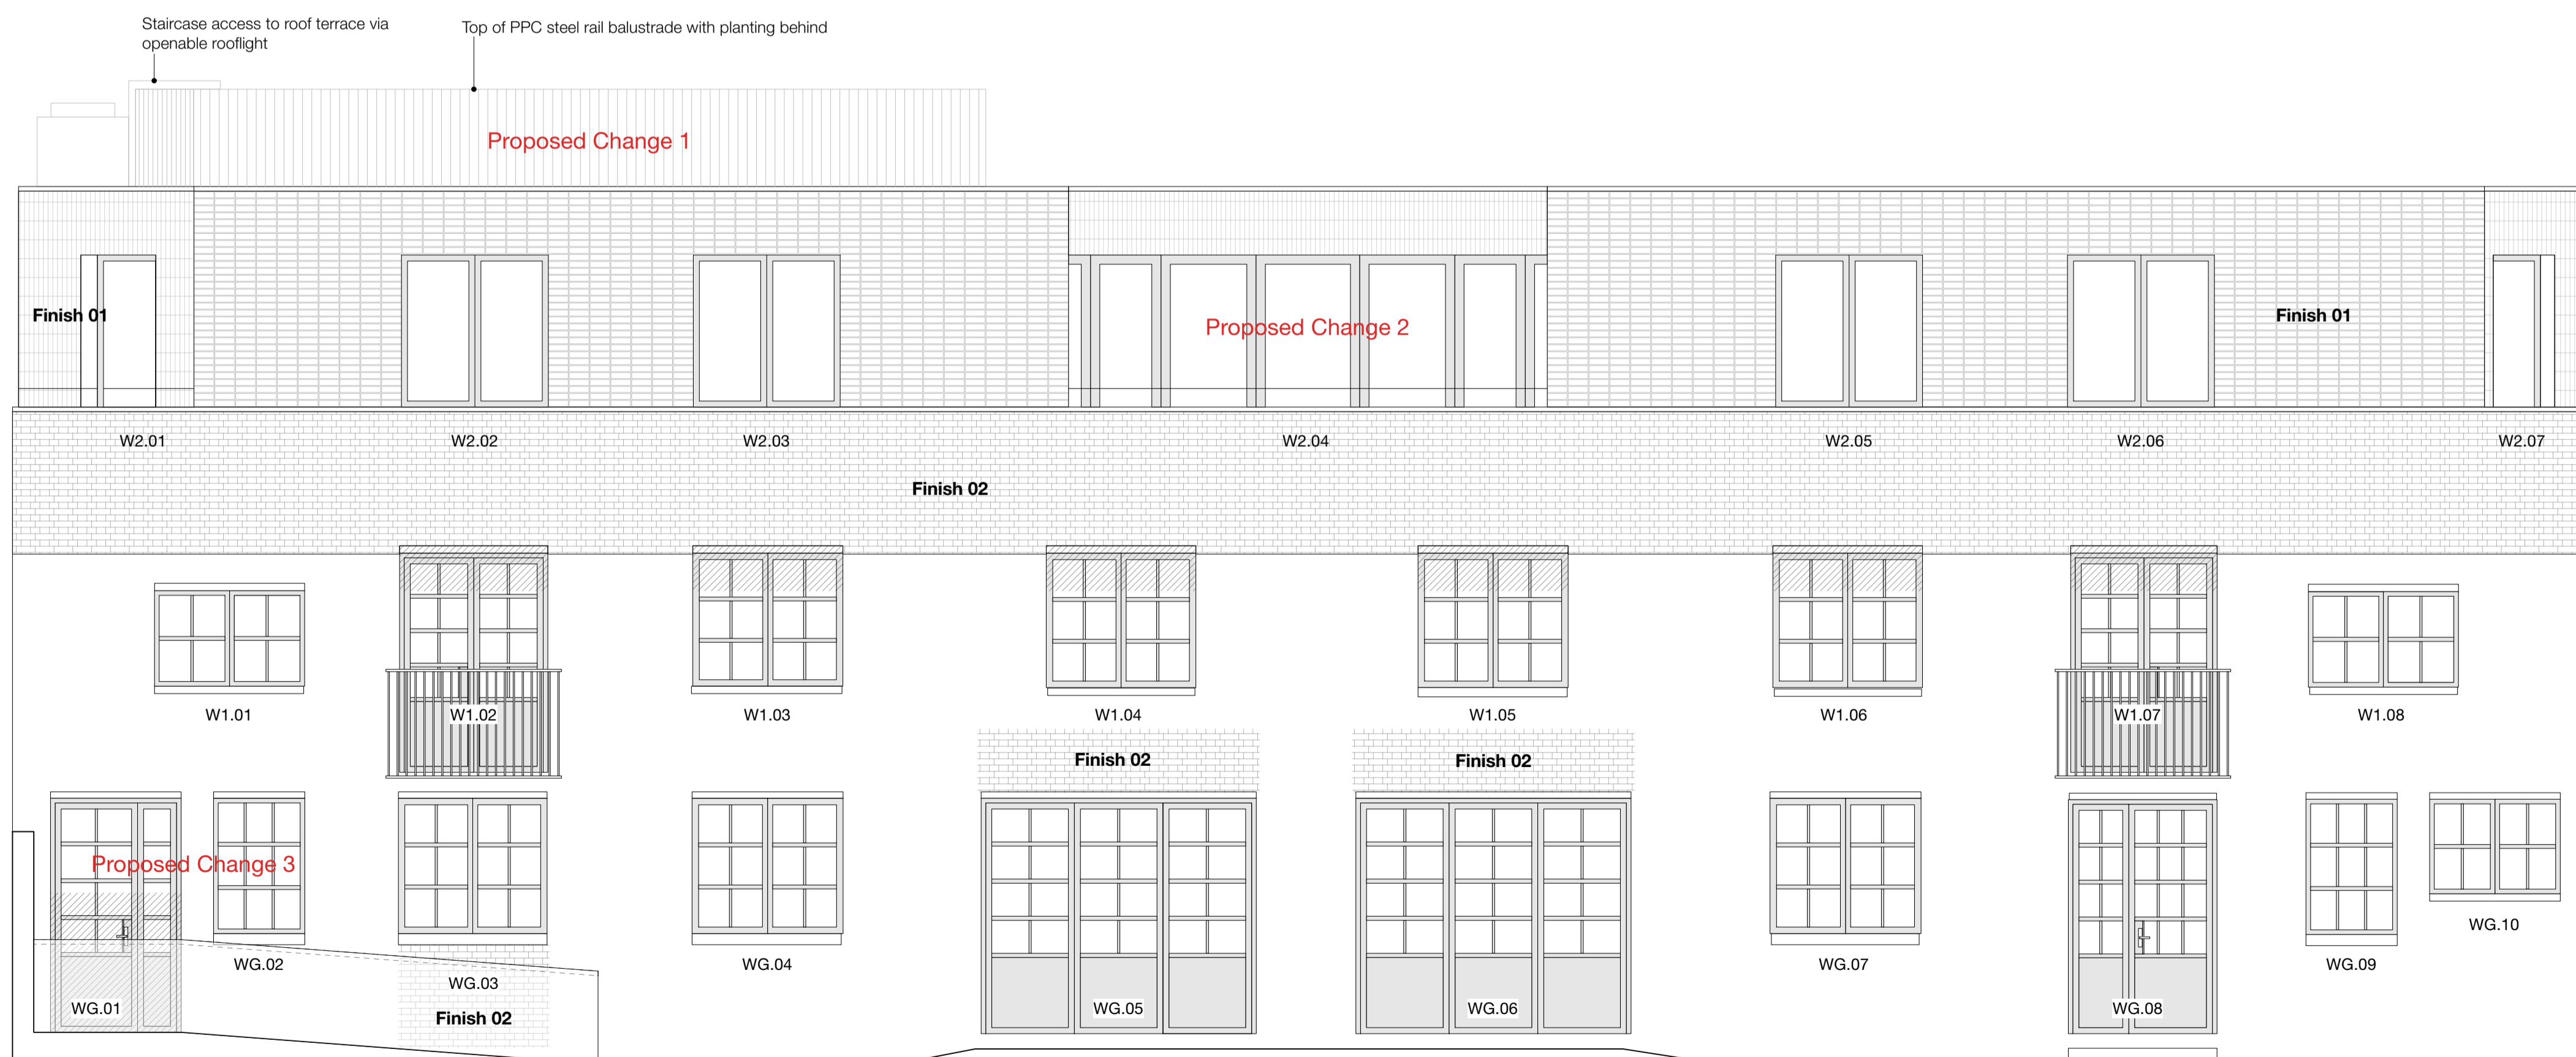 Staircase access to roof terrace via
openable rooflight
Top of PPC steel rail balustrade with planting behind
Proposed Change 1
Finish 01
Proposed Change 2
Finish 01
W2.01
W2.02
W2.03
W2.04
W2.05
W2.06
W2.07
Finish 02
W1.01
W1.02
W1.03
W1.04
W1.05
W1.06
W1.07
W1.08
Finish 02
Finish 02
Proposed Change 3
WG.01
WG.02
WG.03
Finish 02
WG.04
WG.05
WG.06
WG.07
WG.08
WG.09
WG.10